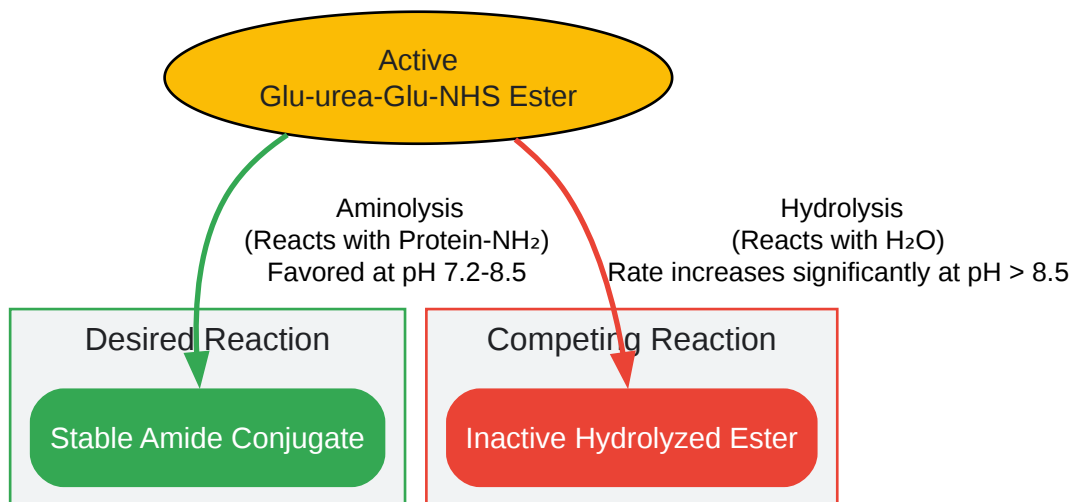 Active
Glu-urea-Glu-NHS Ester
Aminolysis
(Reacts with Protein-NH₂)
Favored at pH 7.2-8.5
Hydrolysis
(Reacts with H₂O)
Rate increases significantly at pH > 8.5
Desired Reaction
Competing Reaction
Stable Amide Conjugate
Inactive Hydrolyzed Ester